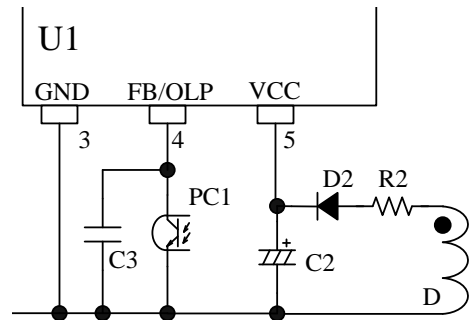 U1
GND FB/OLP VCC
3 4 5
D2 R2
PC1
C3 C2
D